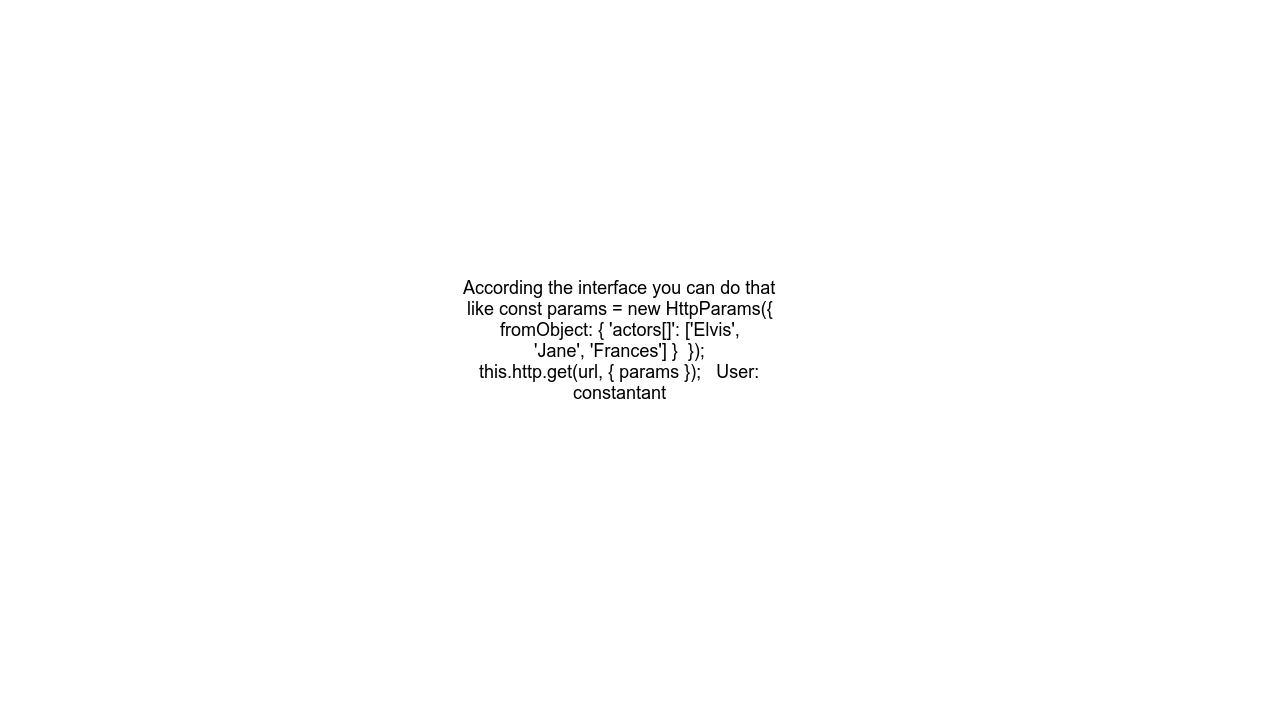 According the interface you can do that
like const params = new HttpParams({
fromObject: { 'actors[]': ['Elvis',
'Jane', 'Frances'] }  });
this.http.get(url, { params });   User:
constantant